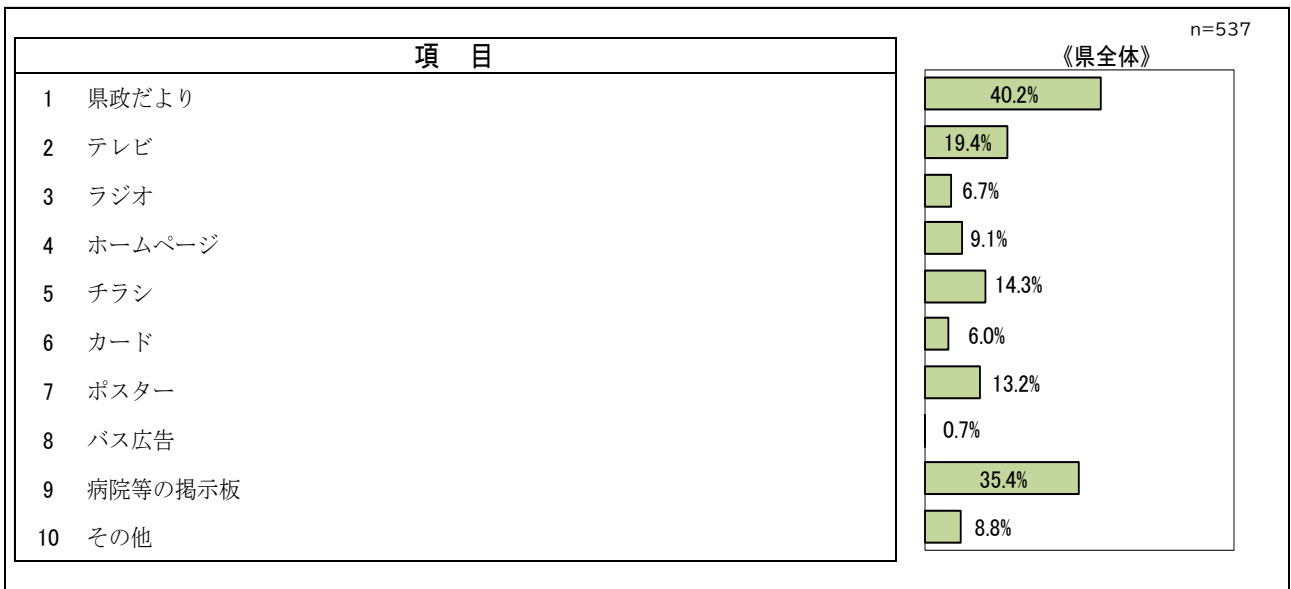 n=537
項 目 《県全体》
1 県政だより 40.2%
2 テレビ 19.4%
3 ラジオ 6.7%
4 ホームページ 9.1%
5 チラシ 14.3%
6 カード 6.0%
7 ポスター 13.2%
8 バス広告 0.7%
9 病院等の掲示板 35.4%
10 その他 8.8%